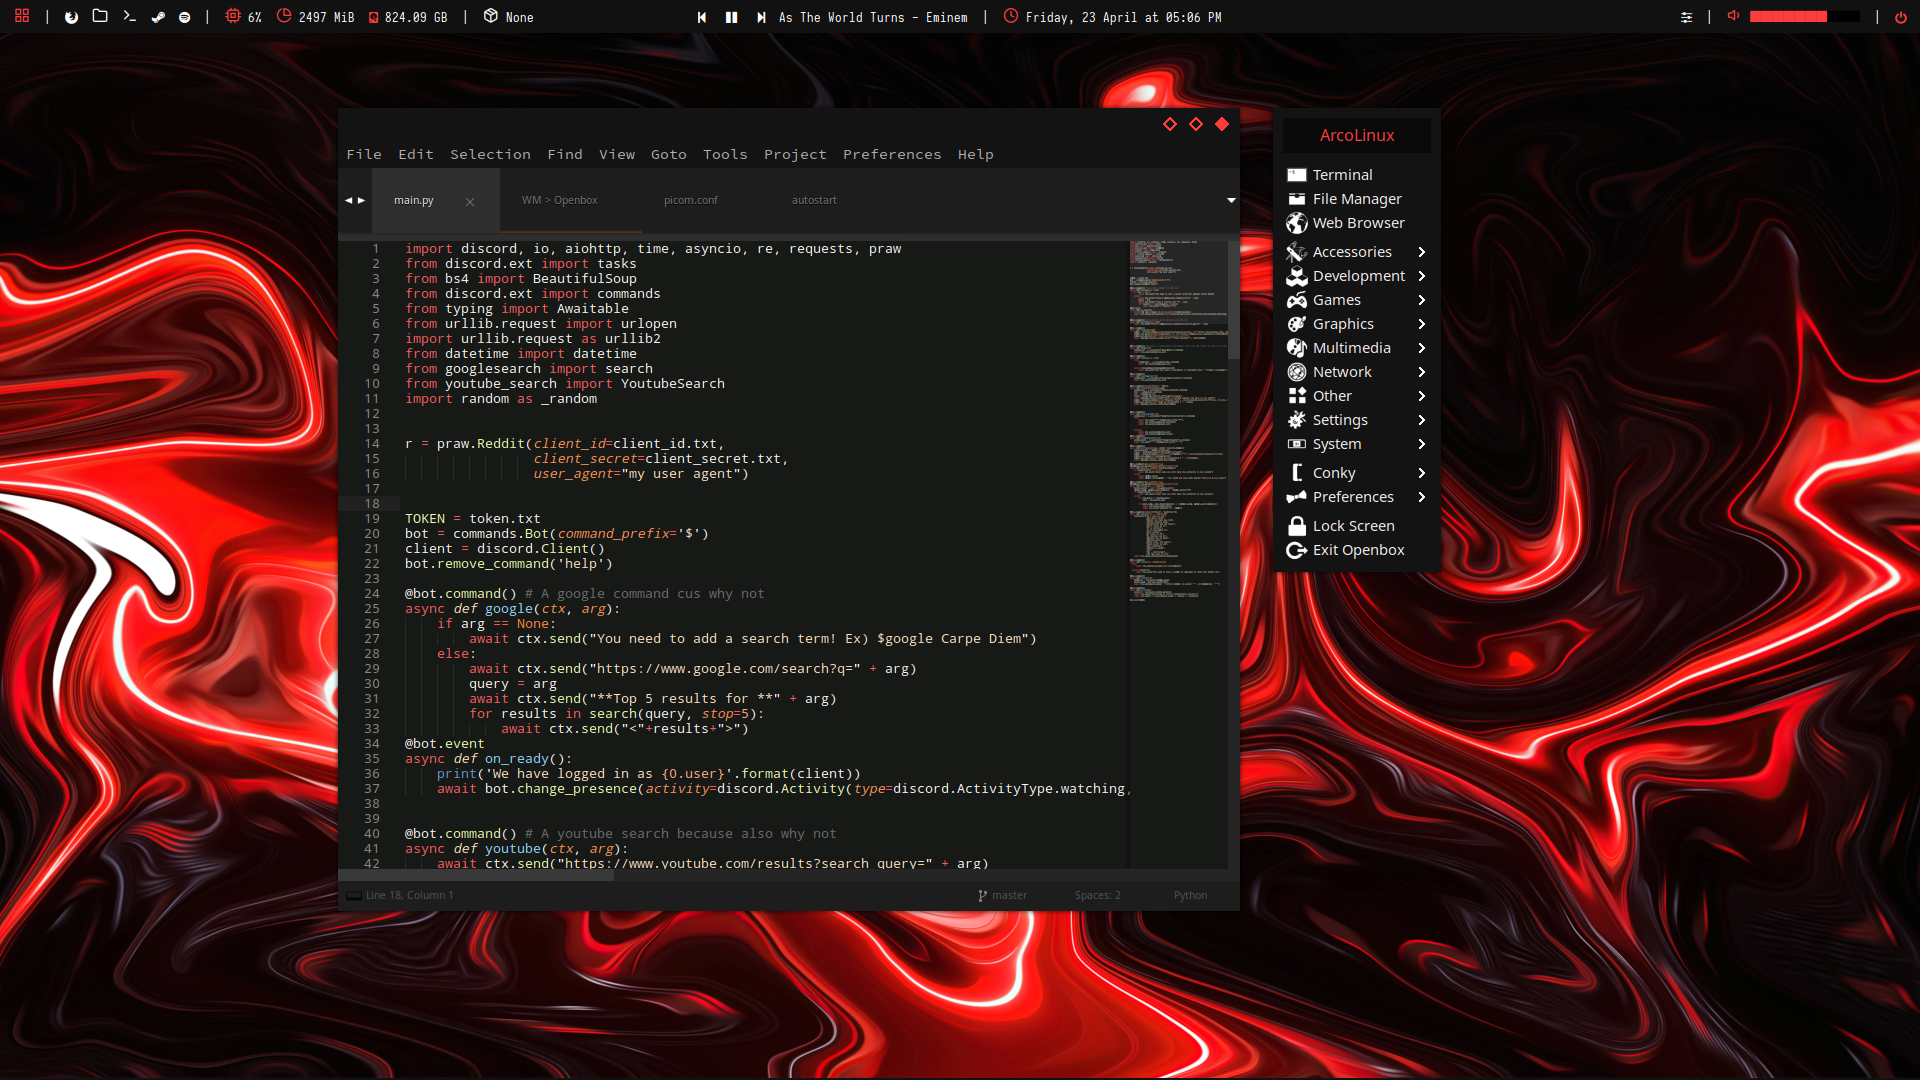 | | 6% 2497 MiB 824.09 GB | None As The World Turns - Eminem | Friday, 23 April at 05:06 PM | |
File Edit Selection Find View Goto Tools Project Preferences Help
main.py × WM > Openbox picom.conf autostart
1 import discord, io, aiohttp, time, asyncio, re, requests, praw
2 from discord.ext import tasks
3 from bs4 import BeautifulSoup
4 from discord.ext import commands
5 from typing import Awaitable
6 from urllib.request import urlopen
7 import urllib.request as urllib2
8 from datetime import datetime
9 from googlesearch import search
10 from youtube_search import YoutubeSearch
11 import random as _random
12
13
14 r = praw.Reddit(client_id=client_id.txt,
15 client_secret=client_secret.txt,
16 user_agent="my user agent")
17
18
19 TOKEN = token.txt
20 bot = commands.Bot(command_prefix='$')
21 client = discord.Client()
22 bot.remove_command('help')
23
24 @bot.command() # A google command cus why not
25 async def google(ctx, arg):
26 if arg == None:
27 await ctx.send("You need to add a search term! Ex) $google Carpe Diem")
28 else:
29 await ctx.send("https://www.google.com/search?q=" + arg)
30 query = arg
31 await ctx.send("**Top 5 results for **" + arg)
32 for results in search(query, stop=5):
33 await ctx.send("<"+results+">")
34 @bot.event
35 async def on_ready():
36 print('We have logged in as {0.user}'.format(client))
37 await bot.change_presence(activity=discord.Activity(type=discord.ActivityType.watching,
38
39
40 @bot.command() # A youtube search because also why not
41 async def youtube(ctx, arg):
42 await ctx.send("https://www.youtube.com/results?search_query=" + arg)
Line 18, Column 1 master Spaces: 2 Python
ArcoLinux
Terminal
File Manager
Web Browser
Accessories
Development
Games
Graphics
Multimedia
Network
Other
Settings
System
Conky
Preferences
Lock Screen
Exit Openbox